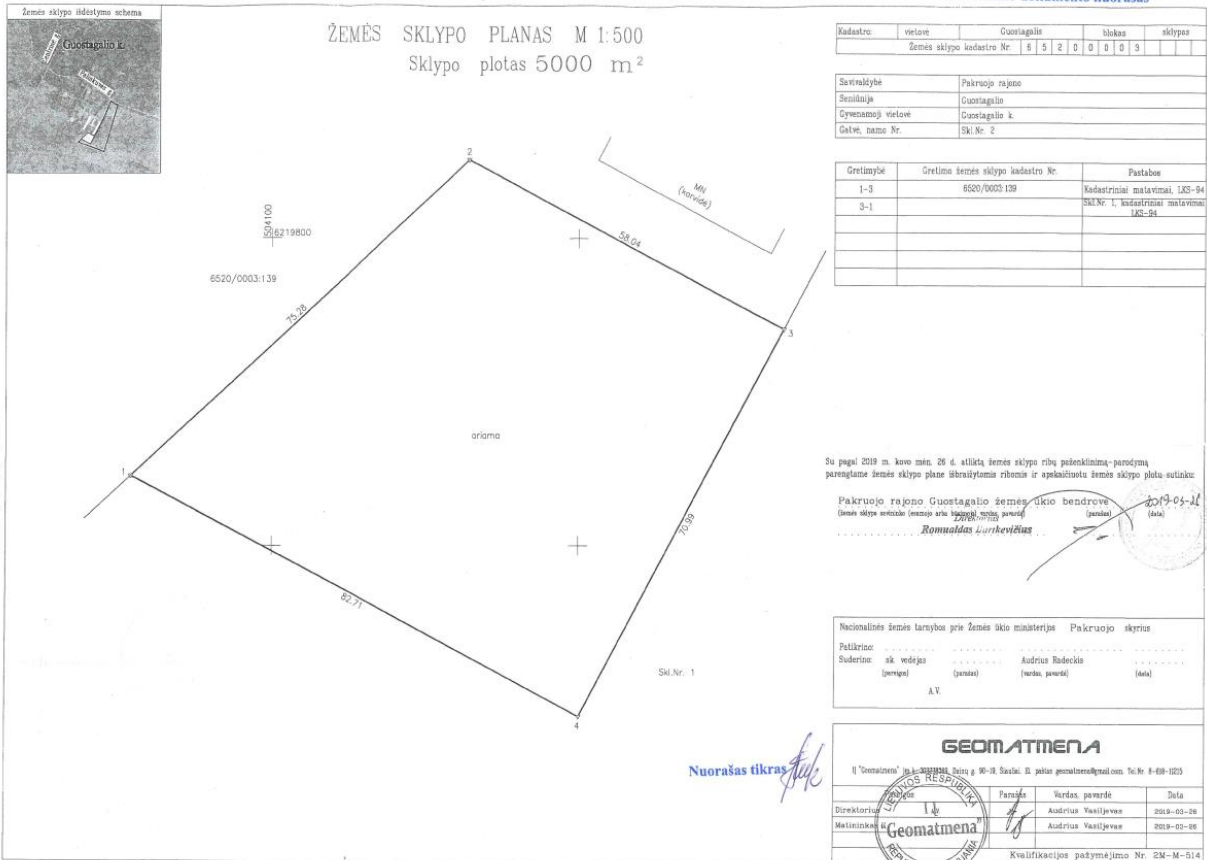 dokumento nuorašas
Žemės sklypo išdėstymo schema
Guostagalio k.
ŽEMĖS SKLYPO PLANAS M 1:500
Sklypo plotas 5000 m²
Kadastro: vietovė Guostagalis blokas sklypas
Žemės sklypo kadastro Nr. 6 5 2 0 0 0 0 3
Savivaldybė Pakruojo rajono
Seniūnija Guostagalio
Gyvenamoji vietovė Guostagalio k.
Gatvė, namo Nr. Skl.Nr. 2
Gretimybė Gretimo žemės sklypo kadastro Nr. Pastabos
1-3 6520/0003:139 Kadastriniai matavimai, LKS-94
3-1 Skl.Nr. 1, kadastriniai matavimai
LKS-94
2
MN
(karvidė)
504100
6219800
58.04
6520/0003:139
75.28
3
ariama
1
70.99
82.71
Skl.Nr. 1
4
Su pagal 2019 m. kovo mėn. 26 d. atliktą žemės sklypo ribų paženklinimą-parodymą
parengtame žemės sklypo plane išbraižytomis ribomis ir apskaičiuotu žemės sklypo plotu sutinku:
Pakruojo rajono Guostagalio žemės ūkio bendrovė
(parašas) (data)
Direktorius
Romualdas
Nacionalinės žemės tarnybos prie Žemės ūkio ministerijos Pakruojo skyrius
Patikrino:
Suderino: sk. vedėjas Audrius Radeckis
(pareigos) (parašas) (vardas, pavardė) (data)
A.V.
Nuorašas tikras
GEOMATMENA
Parašas Vardas, pavardė Data
Direktorius Audrius Vasiljevas 2019-03-26
Matininkas Audrius Vasiljevas 2019-03-26
LIETUVOS RESPUBLIKA
"Geomatmena"
Kvalifikacijos pažymėjimo Nr. 2M-M-514